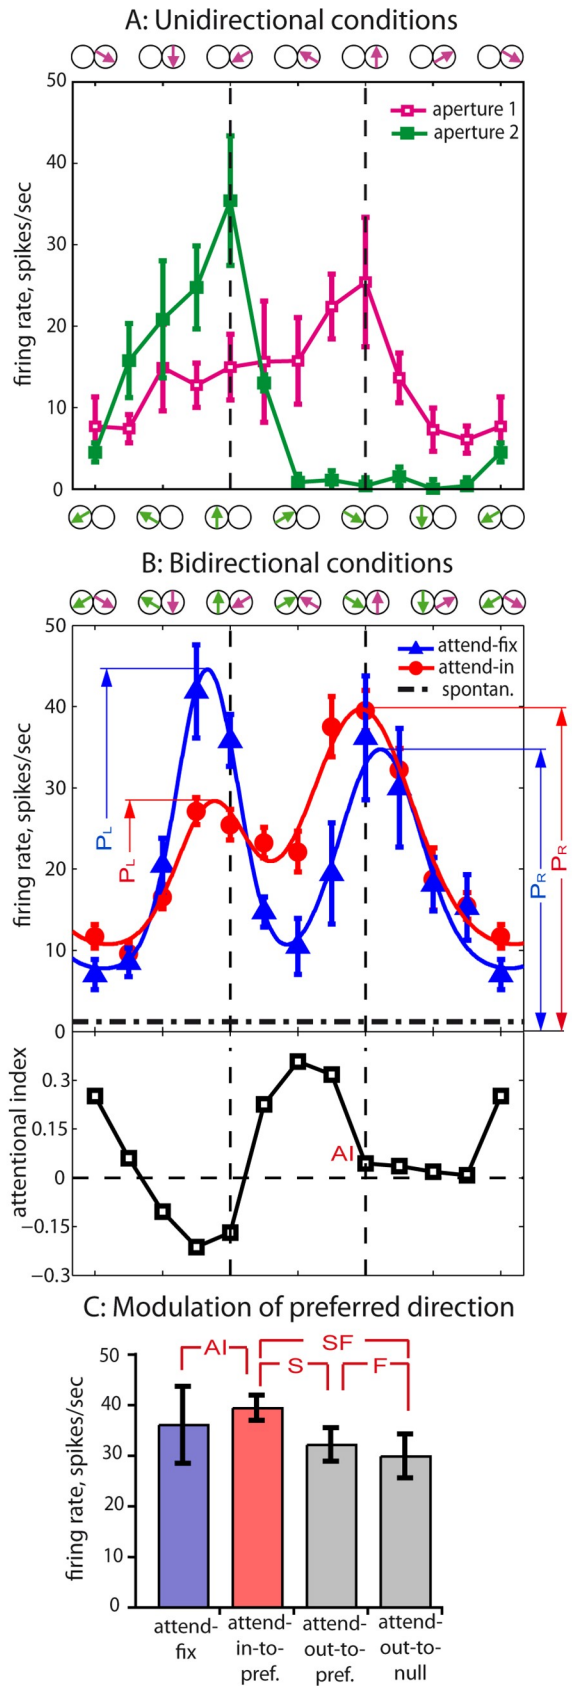 A: Unidirectional conditions
50
40
30
20
10
0
firing rate, spikes/sec
aperture 1
aperture 2
B: Bidirectional conditions
50
40
30
20
10
0
firing rate, spikes/sec
attend-fix
attend-in
spontan.
PL
PL
PR
PR
0.3
0.15
0
−0.15
−0.3
attentional index
AI
C: Modulation of preferred direction
50
40
30
20
10
0
firing rate, spikes/sec
AI
SF
S
F
attend-
fix
attend-
in-to-
pref.
attend-
out-to-
pref.
attend-
out-to-
null